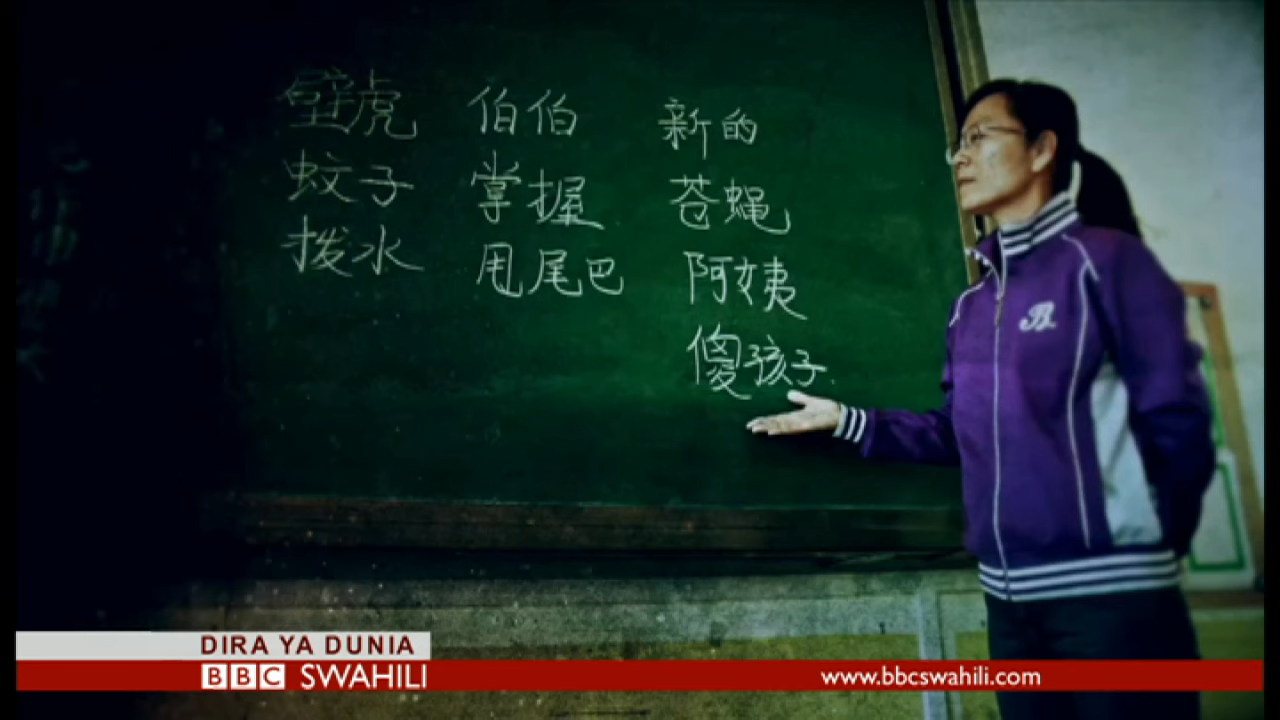 壁虎 伯伯 新的
蚊子 掌握 苍蝇
拨水 甩尾巴 阿姨
傻孩子
DIRA YA DUNIA
BBC SWAHILI
www.bbcswahili.com